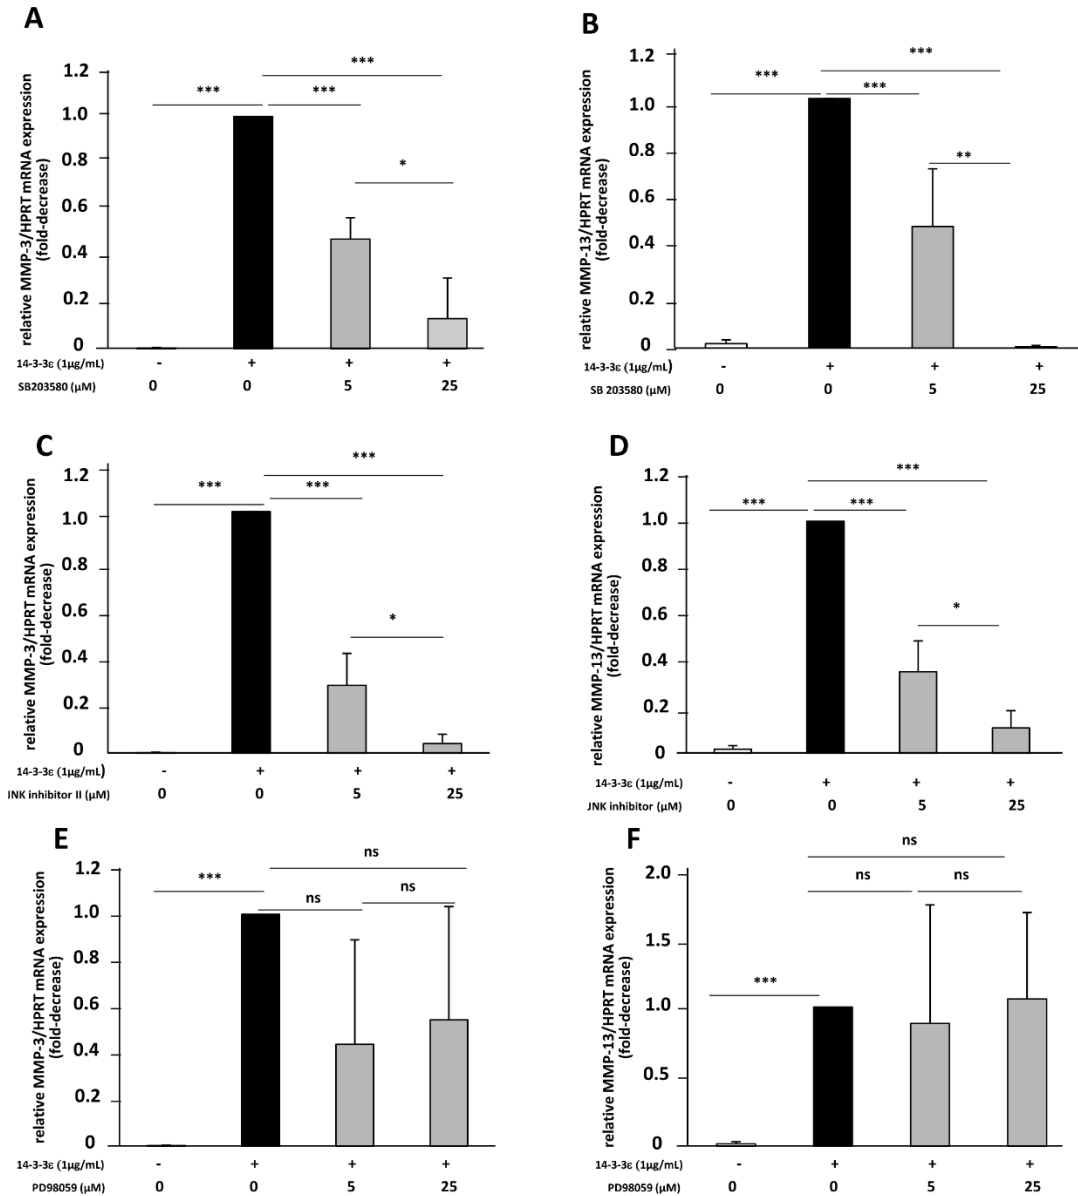 A
relative MMP-3/HPRT mRNA expression
(fold-decrease)
1.2
1.0
0.8
0.6
0.4
0.2
0
***
***
***
*
14-3-3ε (1µg/mL) - + + +
SB203580 (µM) 0 0 5 25
B
relative MMP-13/HPRT mRNA expression
(fold-decrease)
1.2
1.0
0.8
0.6
0.4
0.2
0
***
***
***
**
14-3-3ε (1µg/mL) - + + +
SB 203580 (µM) 0 0 5 25
C
relative MMP-3/HPRT mRNA expression
(fold-decrease)
1.2
1.0
0.8
0.6
0.4
0.2
0
***
***
***
*
14-3-3ε (1µg/mL) - + + +
JNK inhibitor II (µM) 0 0 5 25
D
relative MMP-13/HPRT mRNA expression
(fold-decrease)
1.2
1.0
0.8
0.6
0.4
0.2
0
***
***
***
*
14-3-3ε (1µg/mL) - + + +
JNK inhibitor (µM) 0 0 5 25
E
relative MMP-3/HPRT mRNA expression
(fold-decrease)
1.2
1.0
0.8
0.6
0.4
0.2
0
ns
***
ns
ns
14-3-3ε (1µg/mL) - + + +
PD98059 (µM) 0 0 5 25
F
relative MMP-13/HPRT mRNA expression
(fold-decrease)
2.0
1.5
1.0
0.5
0
ns
ns
ns
***
14-3-3ε (1µg/mL) - + + +
PD98059 (µM) 0 0 5 25